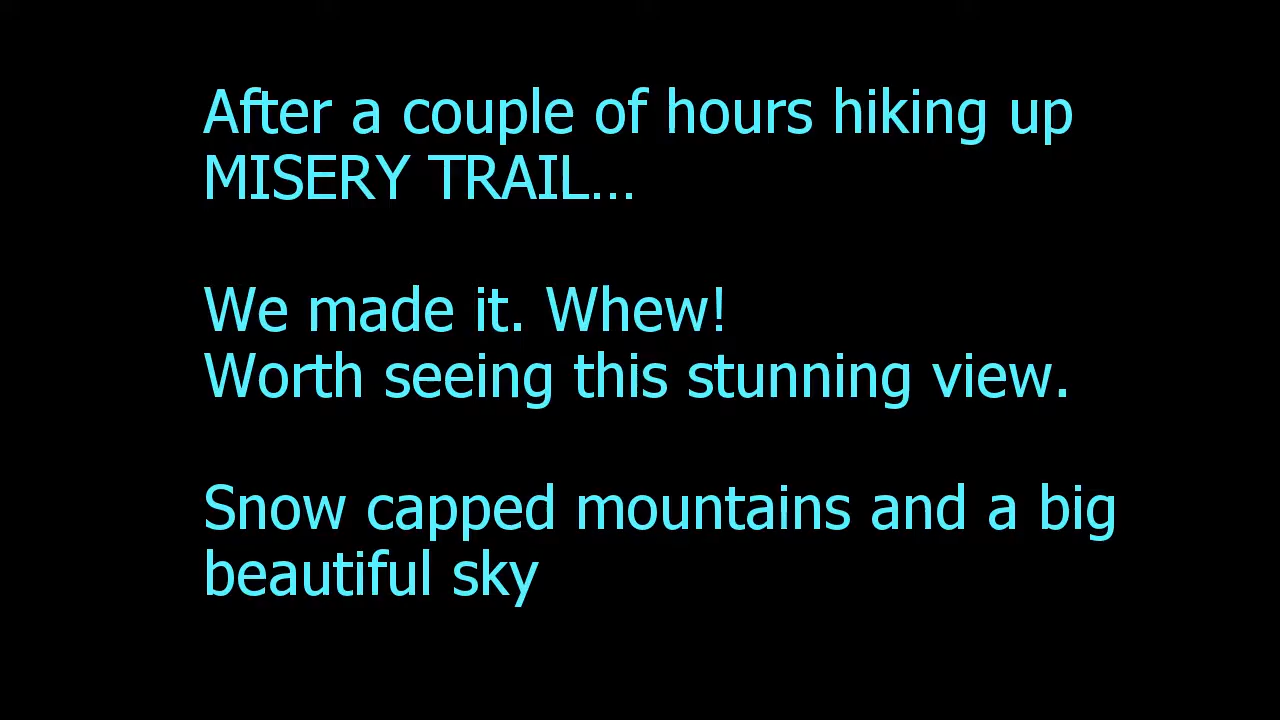 After a couple of hours hiking up
MISERY TRAIL...
We made it. Whew!
Worth seeing this stunning view.
Snow capped mountains and a big
beautiful sky